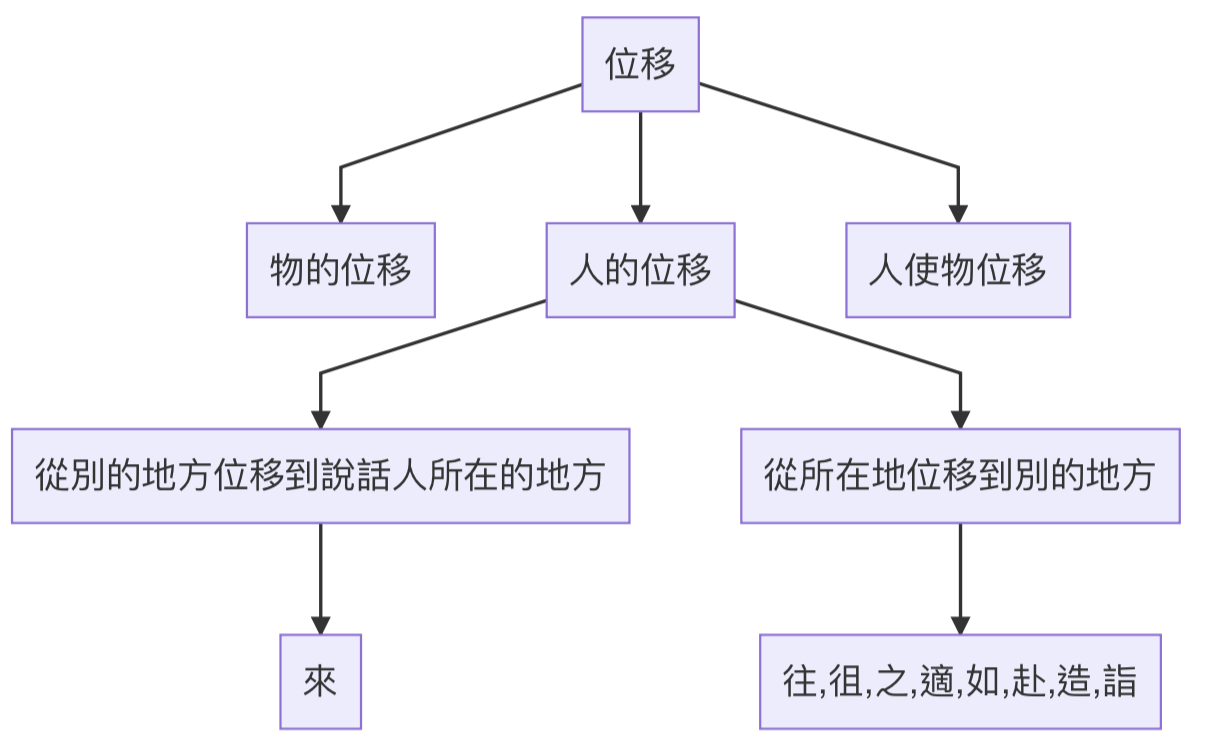 位移
物的位移
人的位移
人使物位移
從別的地方位移到說話人所在的地方
從所在地位移到別的地方
來
往,徂,之,適,如,赴,造,詣